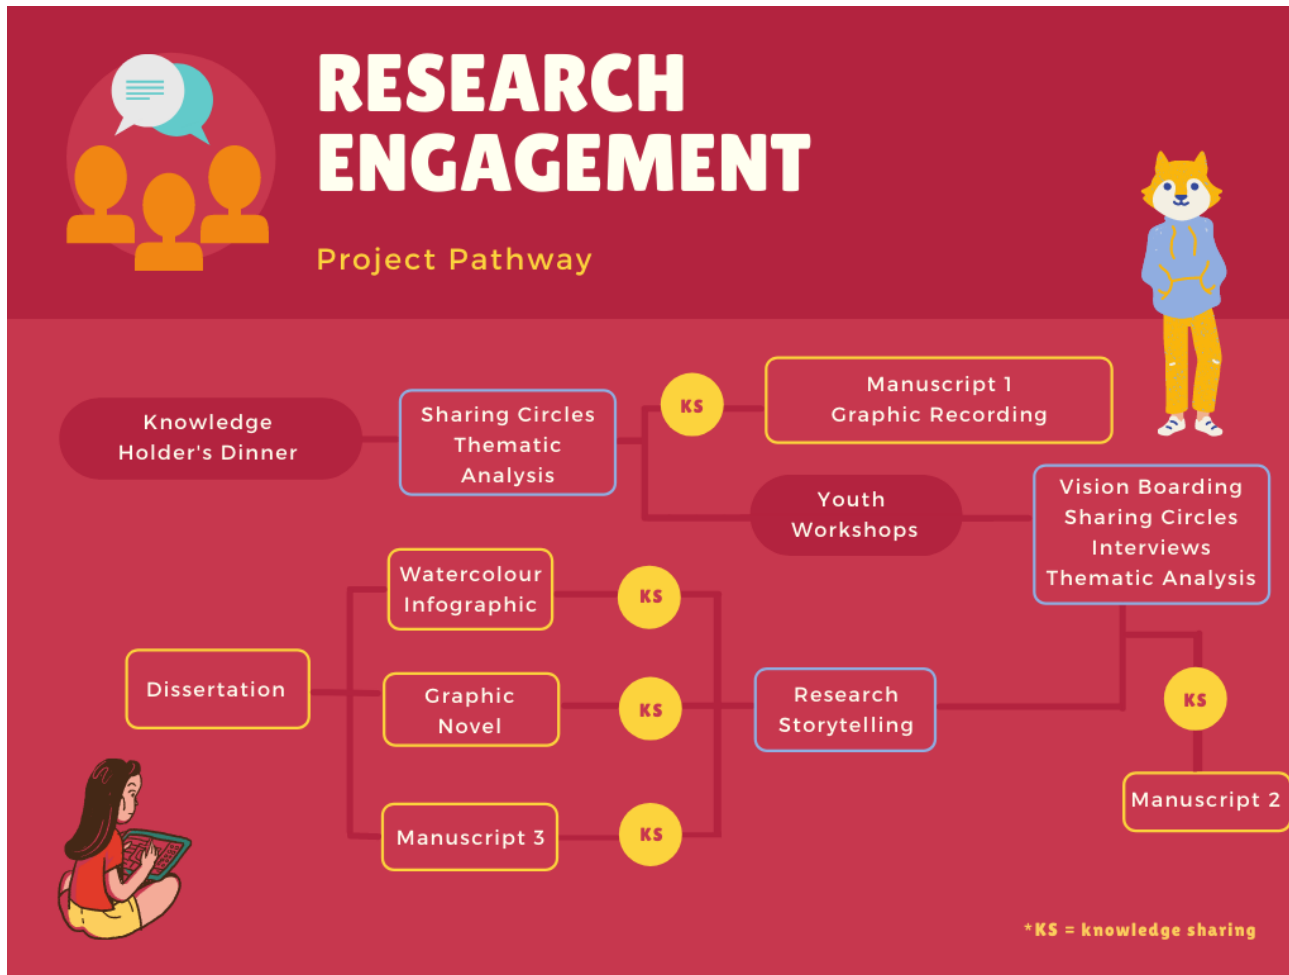 RESEARCH
ENGAGEMENT
Project Pathway
Knowledge
Holder's Dinner
Sharing Circles
Thematic
Analysis
KS
Manuscript 1
Graphic Recording
Youth
Workshops
Vision Boarding
Sharing Circles
Interviews
Thematic Analysis
KS
Manuscript 2
Research
Storytelling
KS
Watercolour
Infographic
KS
Graphic
Novel
KS
Manuscript 3
Dissertation
*KS = knowledge sharing